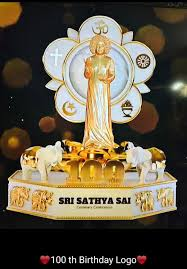 ॐ
100
SRI SATHYA SAI
Centenary Celebrations
❤️100 th Birthday Logo❤️